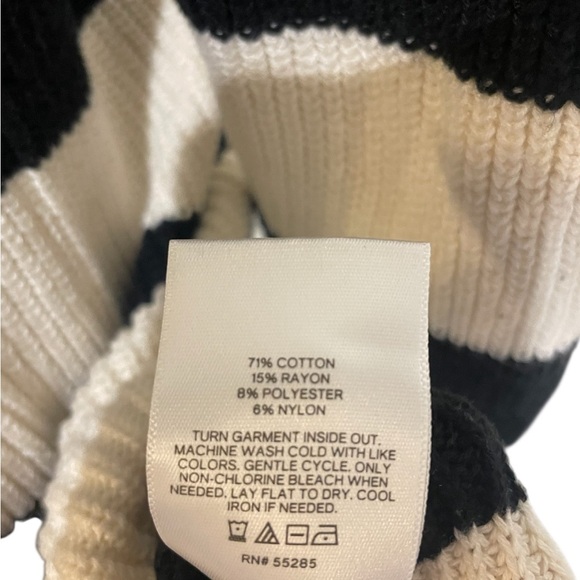 71% COTTON
15% RAYON
8% POLYESTER
6% NYLON
TURN GARMENT INSIDE OUT.
MACHINE WASH COLD WITH LIKE
COLORS. GENTLE CYCLE. ONLY
NON-CHLORINE BLEACH WHEN
NEEDED. LAY FLAT TO DRY. COOL
IRON IF NEEDED.
RN# 55285